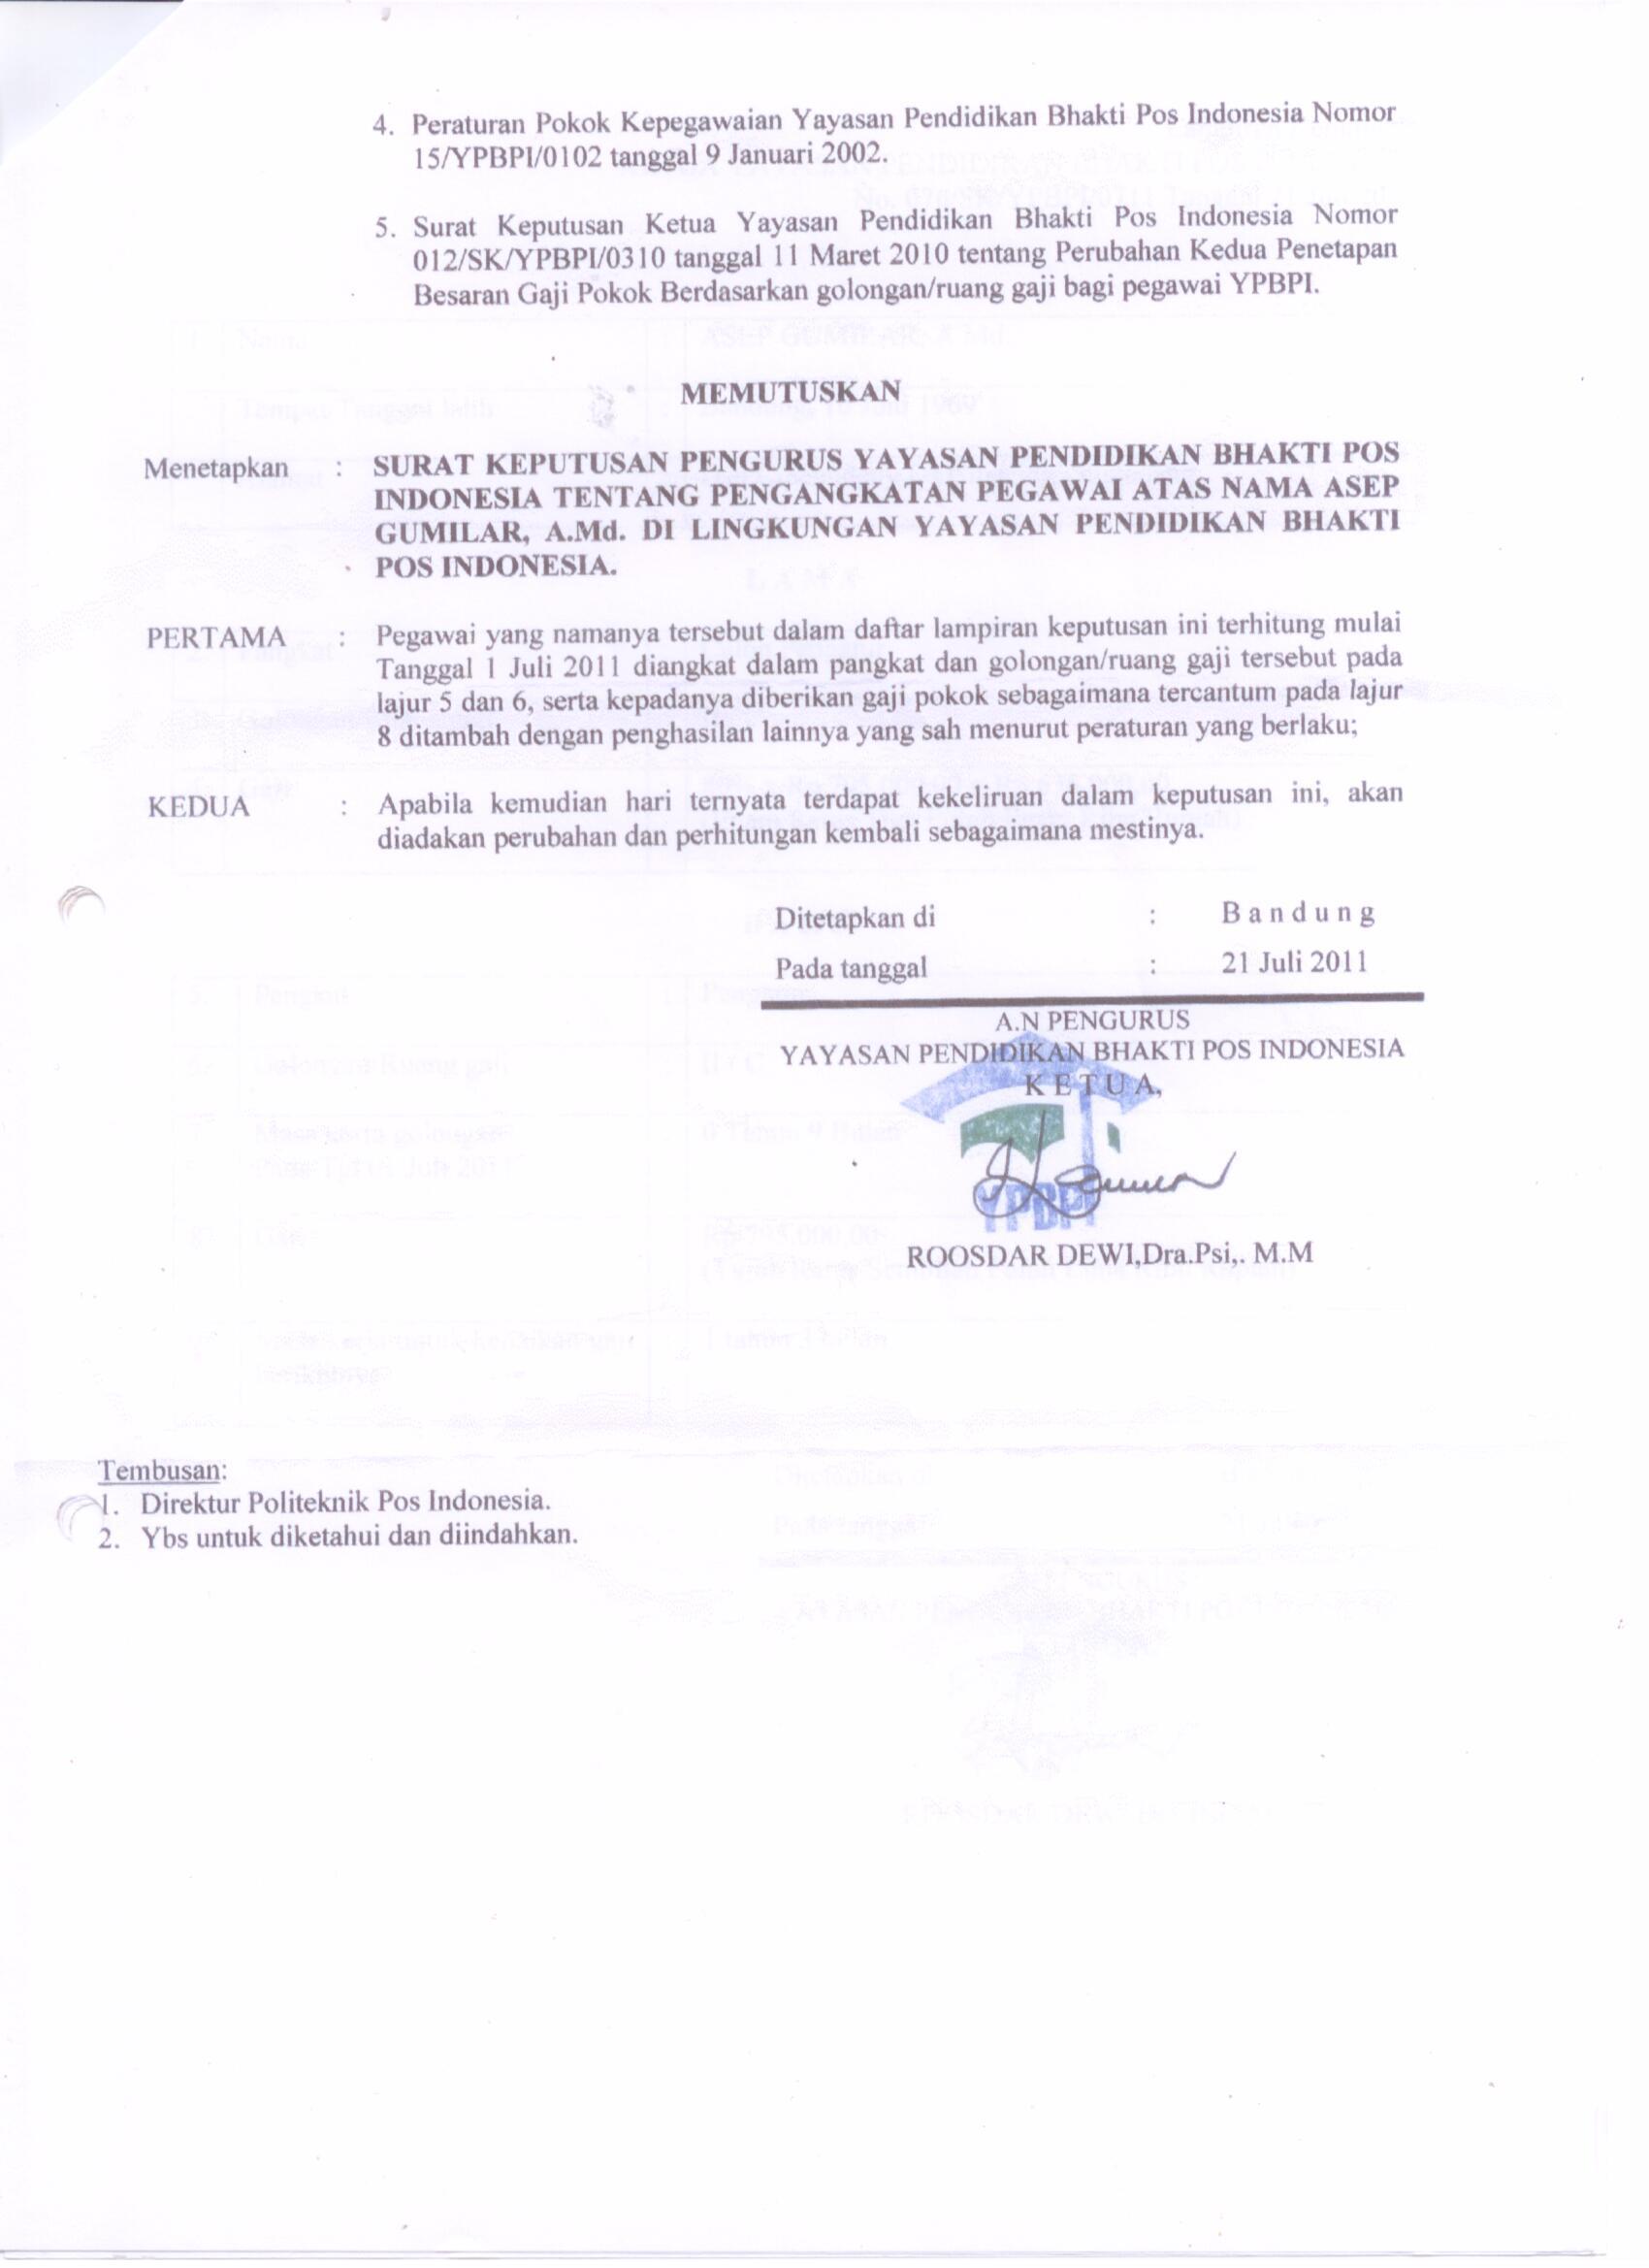 4. Peraturan Pokok Kepegawaian Yayasan Pendidikan Bhakti Pos Indonesia Nomor
15/YPBPI/0102 tanggal 9 Januari 2002.
5. Surat Keputusan Ketua Yayasan Pendidikan Bhakti Pos Indonesia Nomor
012/SK/YPBPI/0310 tanggal 11 Maret 2010 tentang Perubahan Kedua Penetapan
Besaran Gaji Pokok Berdasarkan golongan/ruang gaji bagi pegawai YPBPI.
MEMUTUSKAN
Menetapkan : SURAT KEPUTUSAN PENGURUS YAYASAN PENDIDIKAN BHAKTI POS
INDONESIA TENTANG PENGANGKATAN PEGAWAI ATAS NAMA ASEP
GUMILAR, A.Md. DI LINGKUNGAN YAYASAN PENDIDIKAN BHAKTI
POS INDONESIA.
PERTAMA : Pegawai yang namanya tersebut dalam daftar lampiran keputusan ini terhitung mulai
Tanggal 1 Juli 2011 diangkat dalam pangkat dan golongan/ruang gaji tersebut pada
lajur 5 dan 6, serta kepadanya diberikan gaji pokok sebagaimana tercantum pada lajur
8 ditambah dengan penghasilan lainnya yang sah menurut peraturan yang berlaku;
KEDUA : Apabila kemudian hari ternyata terdapat kekeliruan dalam keputusan ini, akan
diadakan perubahan dan perhitungan kembali sebagaimana mestinya.
Ditetapkan di : B a n d u n g
Pada tanggal : 21 Juli 2011
A.N PENGURUS
YAYASAN PENDIDIKAN BHAKTI POS INDONESIA
K E T U A,
YPBPI
ROOSDAR DEWI,Dra.Psi,. M.M
Tembusan:
1. Direktur Politeknik Pos Indonesia.
2. Ybs untuk diketahui dan diindahkan.